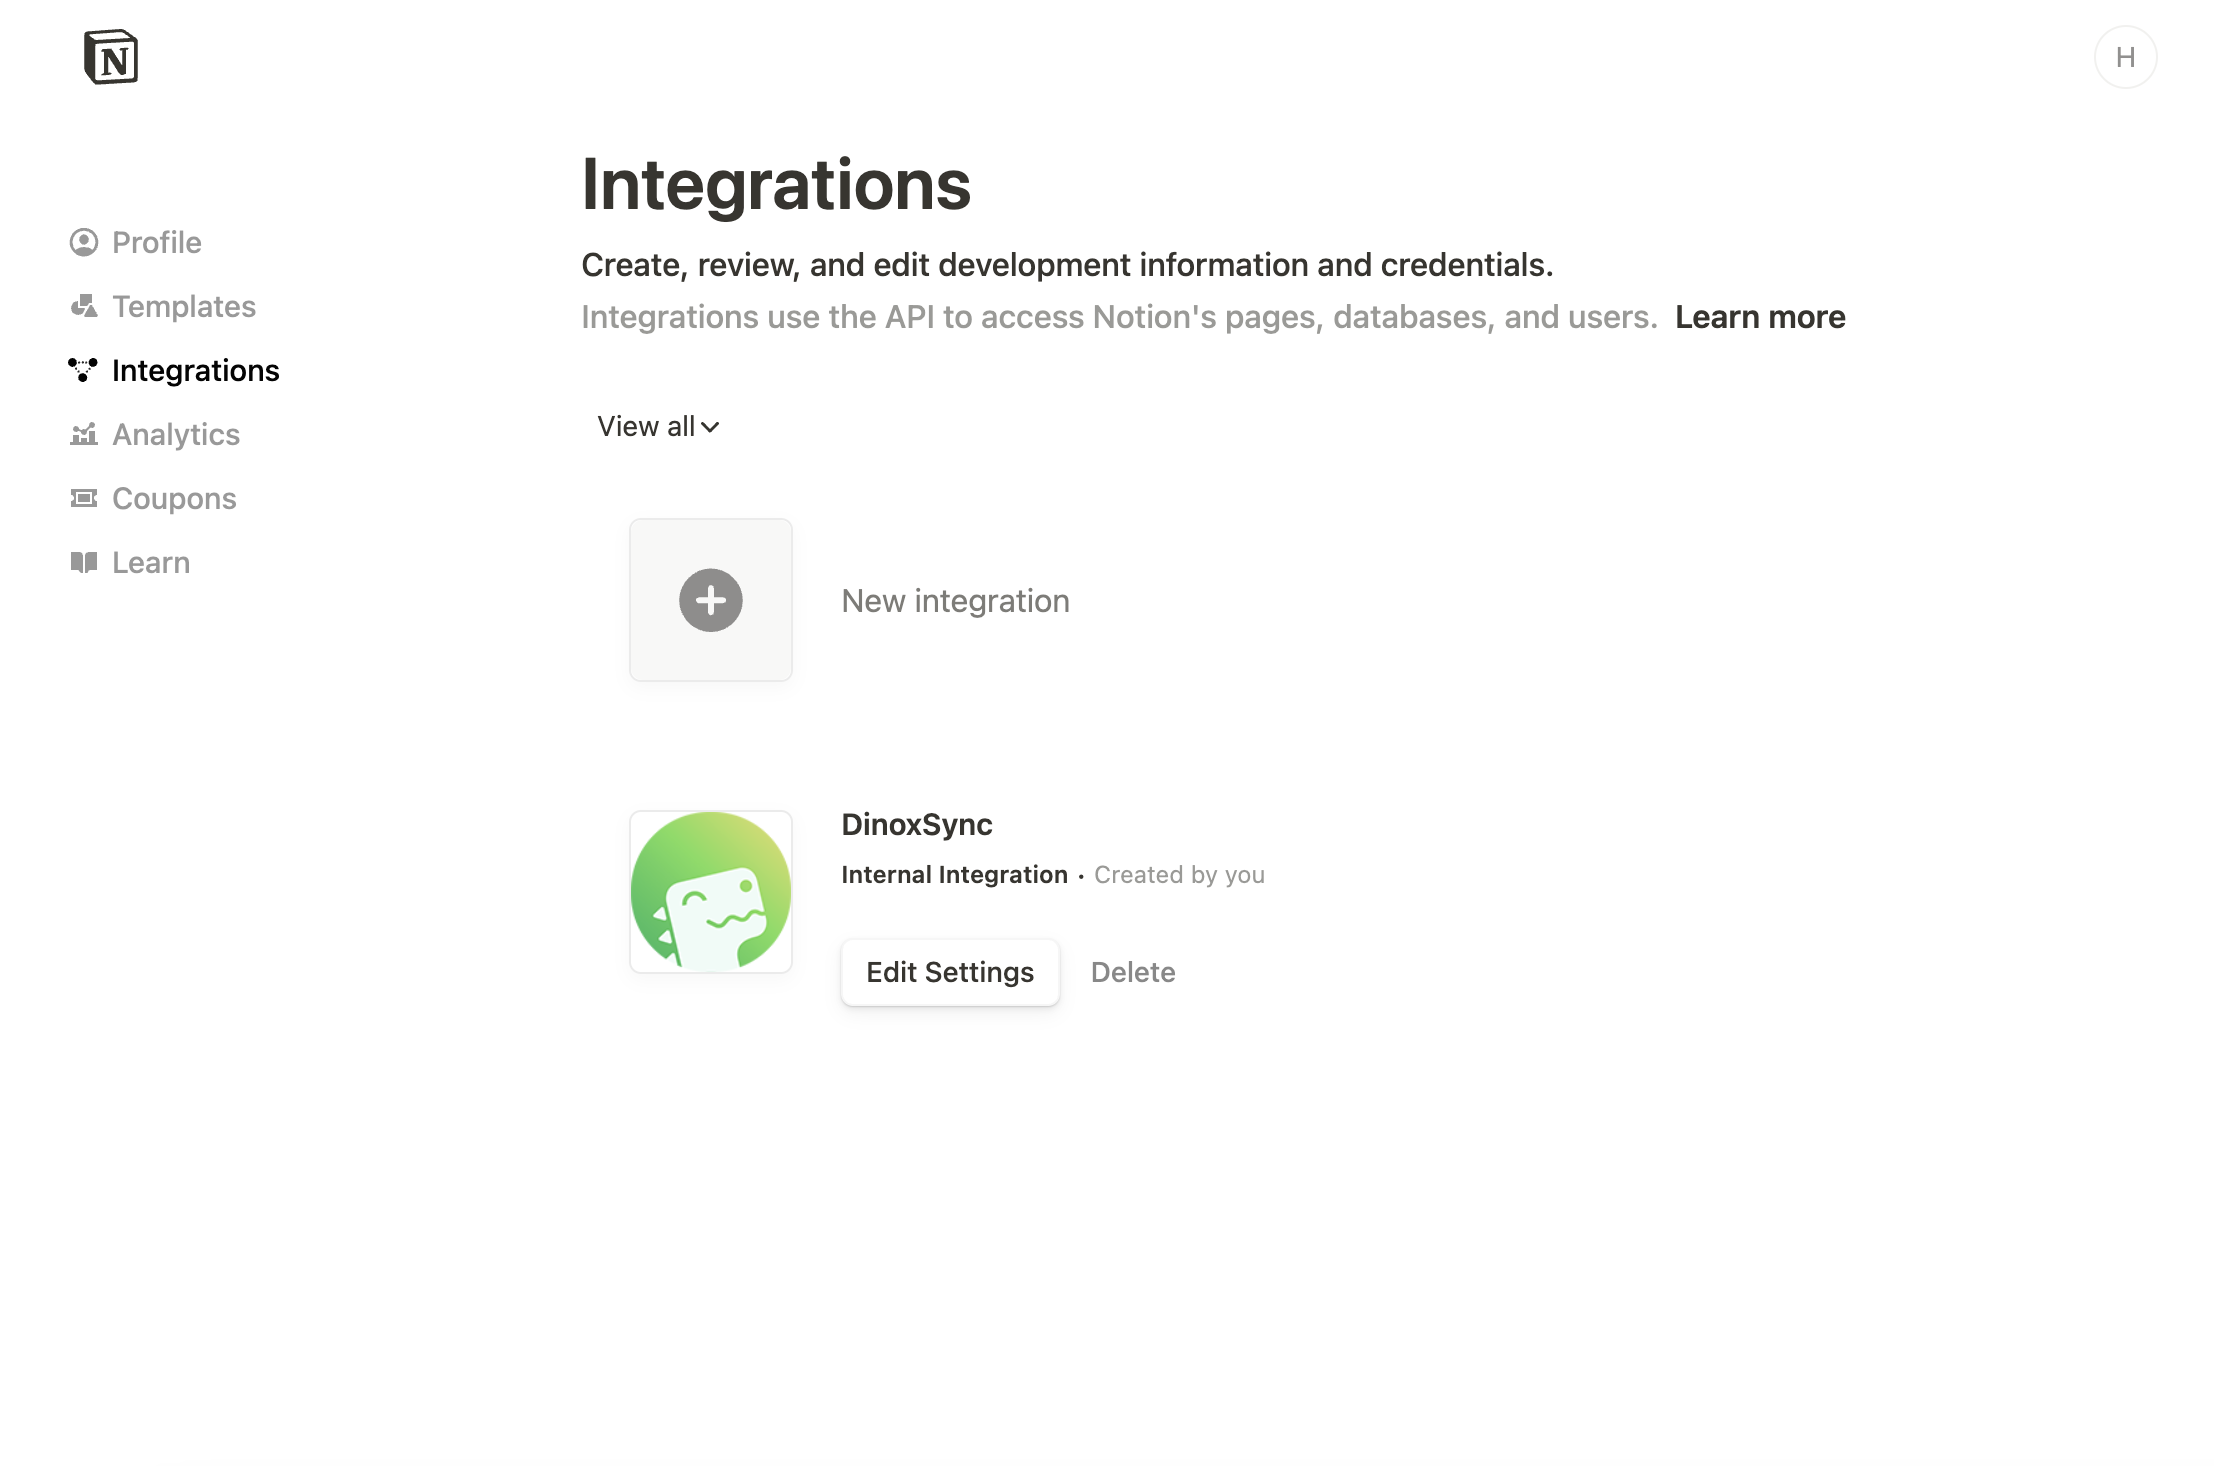 N
H
Profile
Templates
Integrations
Analytics
Coupons
Learn
Integrations
Create, review, and edit development information and credentials.
Integrations use the API to access Notion's pages, databases, and users. Learn more
View all
New integration
DinoxSync
Internal Integration • Created by you
Edit Settings Delete